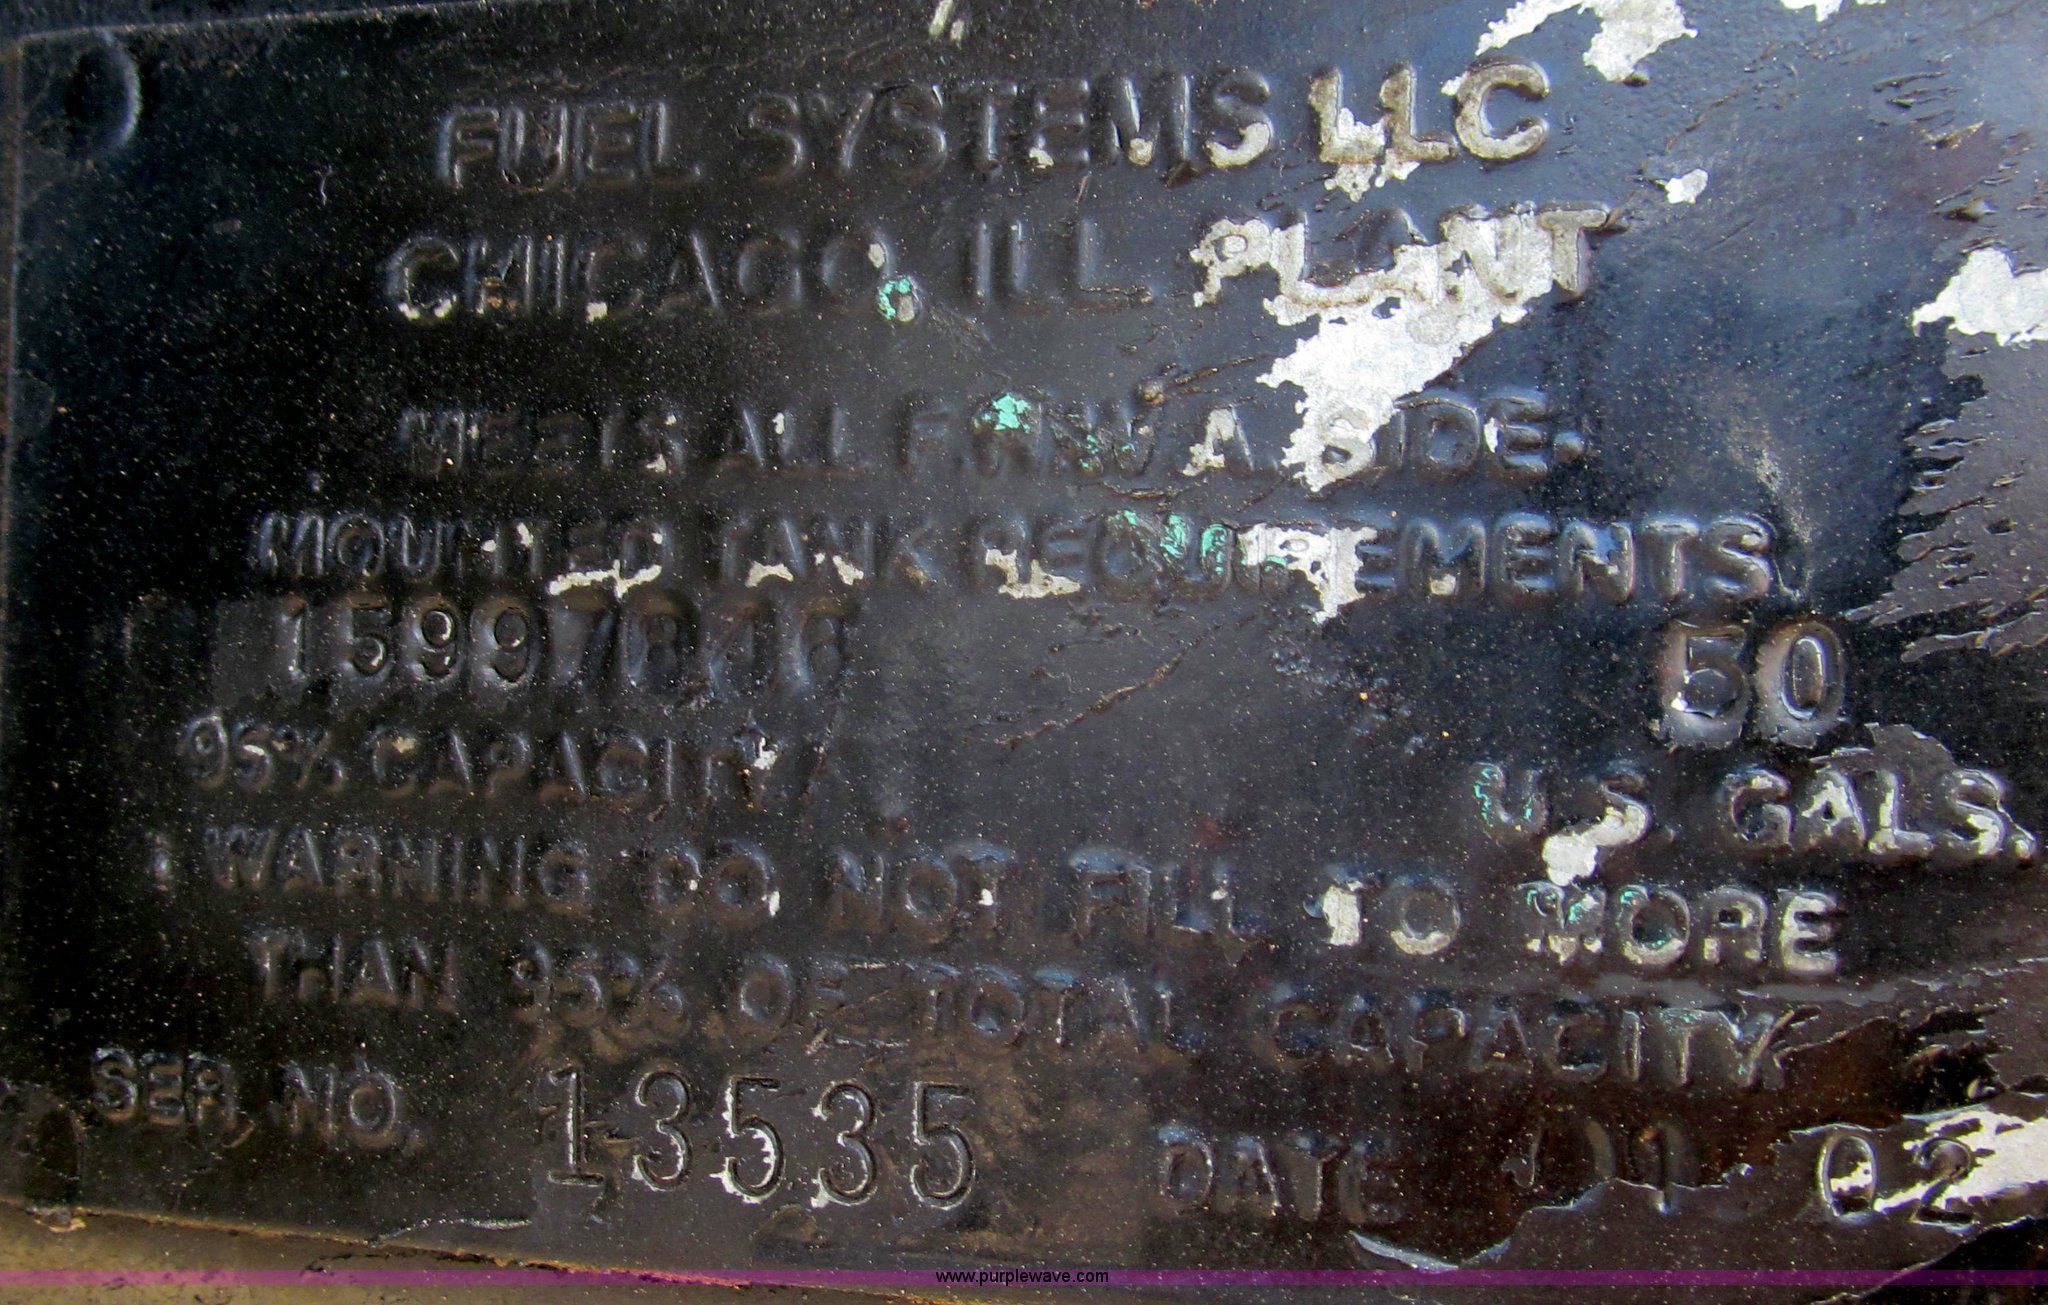 FUEL SYSTEMS LLC
CHICAGO, ILL. PLANT
MEETS ALL F.H.W.A. SIDE-
MOUNTED TANK REQUIREMENTS
50
95% CAPACITY
U.S. GALS.
WARNING DO NOT FILL TO MORE
THAN 95% OF TOTAL CAPACITY
SER. NO. 13535 DATE 02
www.purplewave.com